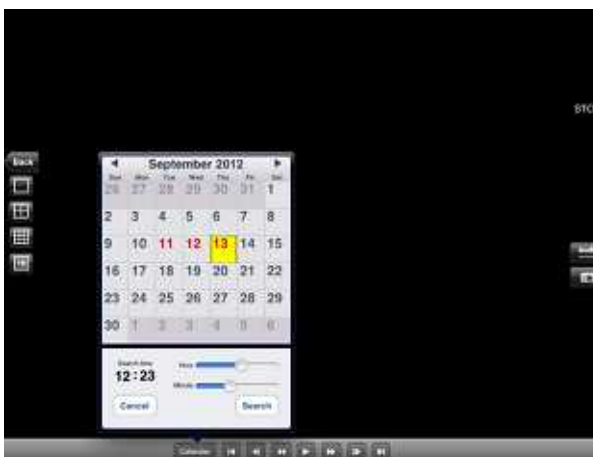 STO
Back
September 2012
Sun Mon Tue Wed Thu Fri Sat
26 27 28 29 30 31 1
2 3 4 5 6 7 8
9 10 11 12 13 14 15
16 17 18 19 20 21 22
23 24 25 26 27 28 29
30 1 2 3 4 5 6
Search time
12:23
Hour
Minute
Cancel
Search
Calendar